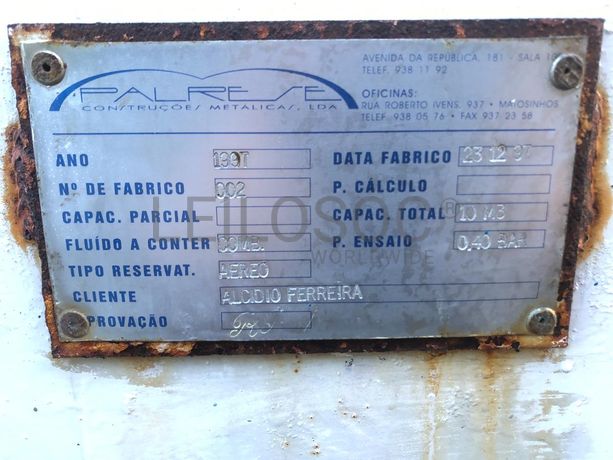 AVENIDA DA REPÚBLICA, 181 - SALA
TELEF. 938 11 92
PALRESE
CONSTRUÇÕES METALICAS, LDA
OFICINAS:
RUA ROBERTO IVENS, 937 • MATOSINHOS
TELEF. 938 05 76 • FAX 937 23 58
ANO 1997 DATA FABRICO 23 12 97
Nº DE FABRICO 002 P. CÁLCULO
CAPAC. PARCIAL CAPAC. TOTAL 10 M3
LEILOSOC®
WORLDWIDE
FLUÍDO A CONTER COMB. P. ENSAIO 0,40 BAR
TIPO RESERVAT. AEREO
CLIENTE ALCIDIO FERREIRA
PROVAÇÃO